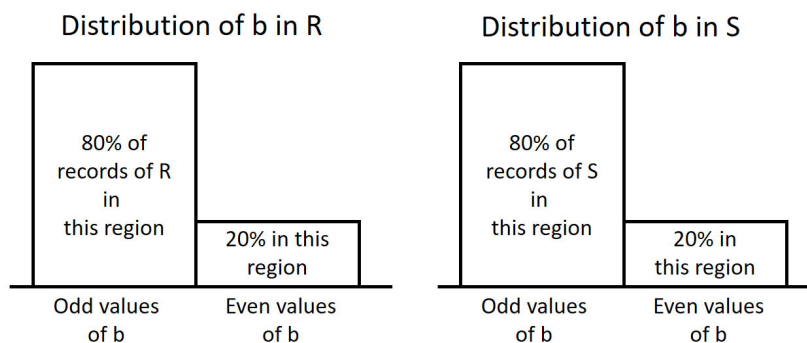 Distribution of b in R
80% of
records of R
in
this region
20% in this
region
Odd values
of b
Even values
of b
Distribution of b in S
80% of
records of S
in
this region
20% in
this region
Odd values
of b
Even values
of b